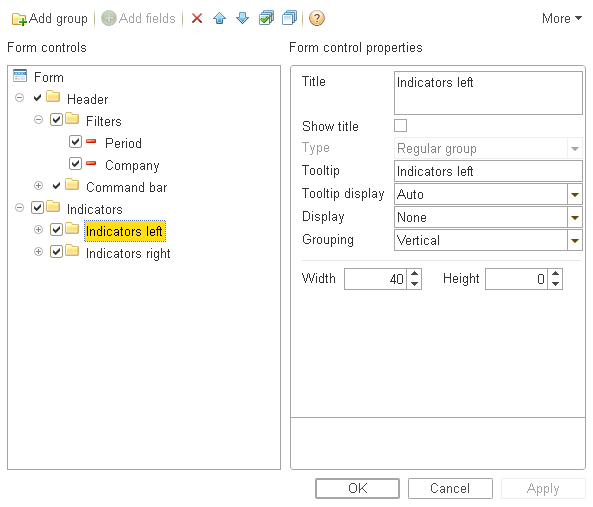 Add group Add fields More
Form controls Form control properties
Form
Header
Filters
Period
Company
Command bar
Indicators
Indicators left
Indicators right
Title Indicators left
Show title
Type Regular group
Tooltip Indicators left
Tooltip display Auto
Display None
Grouping Vertical
Width 40 Height 0
OK Cancel Apply